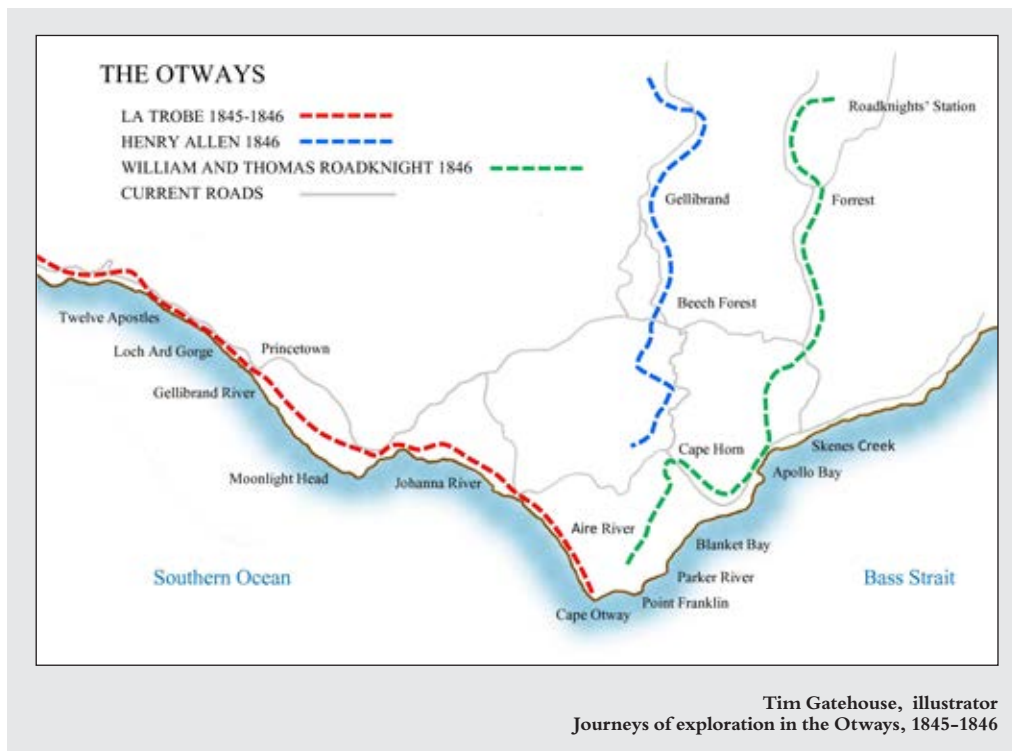 THE OTWAYS
LA TROBE 1845-1846
HENRY ALLEN 1846
WILLIAM AND THOMAS ROADKNIGHT 1846
CURRENT ROADS
Roadknights' Station
Gellibrand
Forrest
Beech Forest
Twelve Apostles
Loch Ard Gorge
Princetown
Gellibrand River
Moonlight Head
Johanna River
Cape Horn
Skenes Creek
Apollo Bay
Aire River
Blanket Bay
Parker River
Point Franklin
Cape Otway
Southern Ocean
Bass Strait
Tim Gatehouse, illustrator
Journeys of exploration in the Otways, 1845-1846